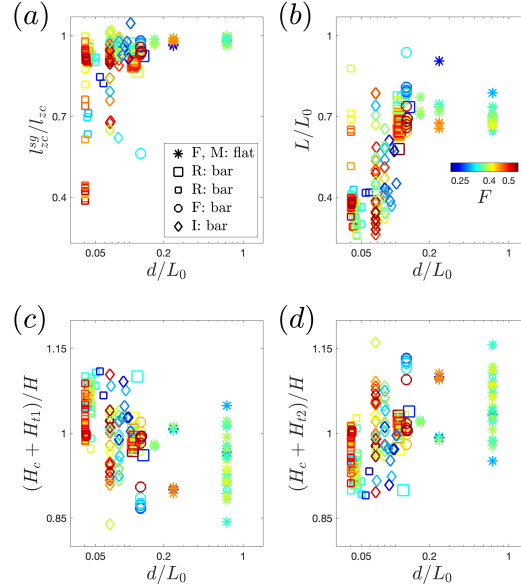 (a)
1
0.7
0.4
l_{zc}^{sg}/l_{zc}
0.05
0.2
1
d/L_0
F, M: flat
R: bar
R: bar
F: bar
I: bar
(b)
1
0.7
0.4
L/L_0
0.05
0.2
1
d/L_0
0.25
0.4
0.5
F
(c)
1.15
1
0.85
(H_c + H_{t1})/H
0.05
0.2
1
d/L_0
(d)
1.15
1
0.85
(H_c + H_{t2})/H
0.05
0.2
1
d/L_0